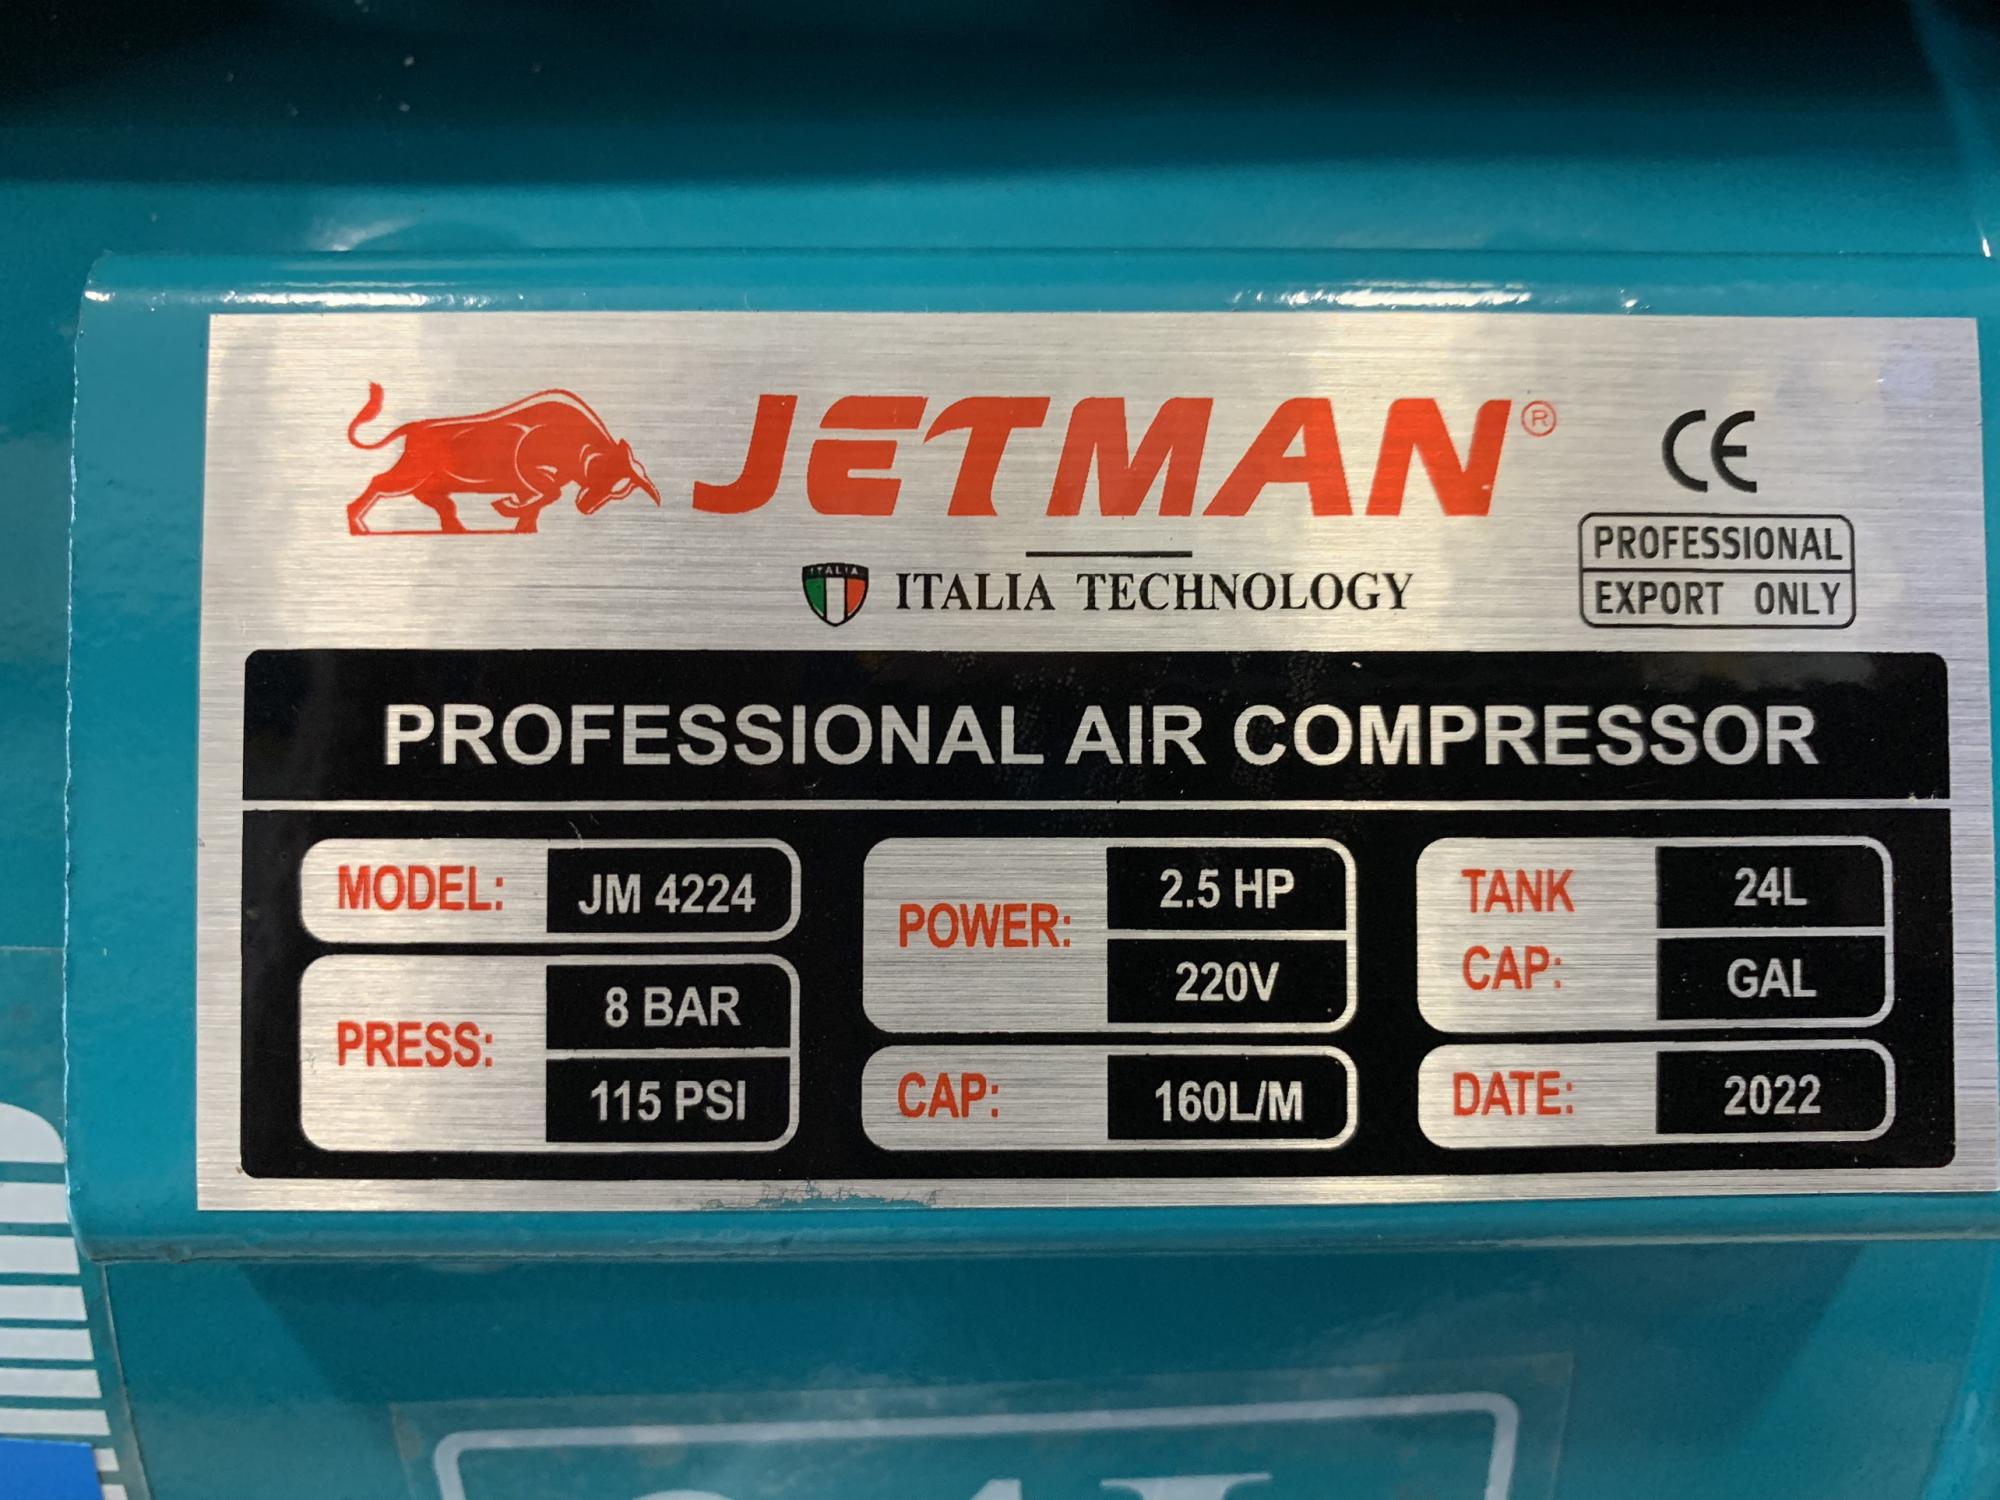 JETMAN®
CE
PROFESSIONAL
EXPORT ONLY
ITALIA
ITALIA TECHNOLOGY
PROFESSIONAL AIR COMPRESSOR
MODEL: JM 4224
PRESS: 8 BAR
115 PSI
POWER: 2.5 HP
220V
CAP: 160L/M
TANK CAP: 24L
GAL
DATE: 2022